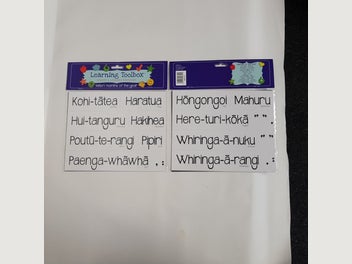 Learning Toolbox
Kohi-tātea Haratua
Hui-tanguru Hakihea
Poutū-te-rangi Pipiri
Paenga-whāwhā . :
Hōngongoi Mahuru
Here-turi-kōkā " " .
Whiringa-ā-nuku " " .
Whiringa-ā-rangi . :